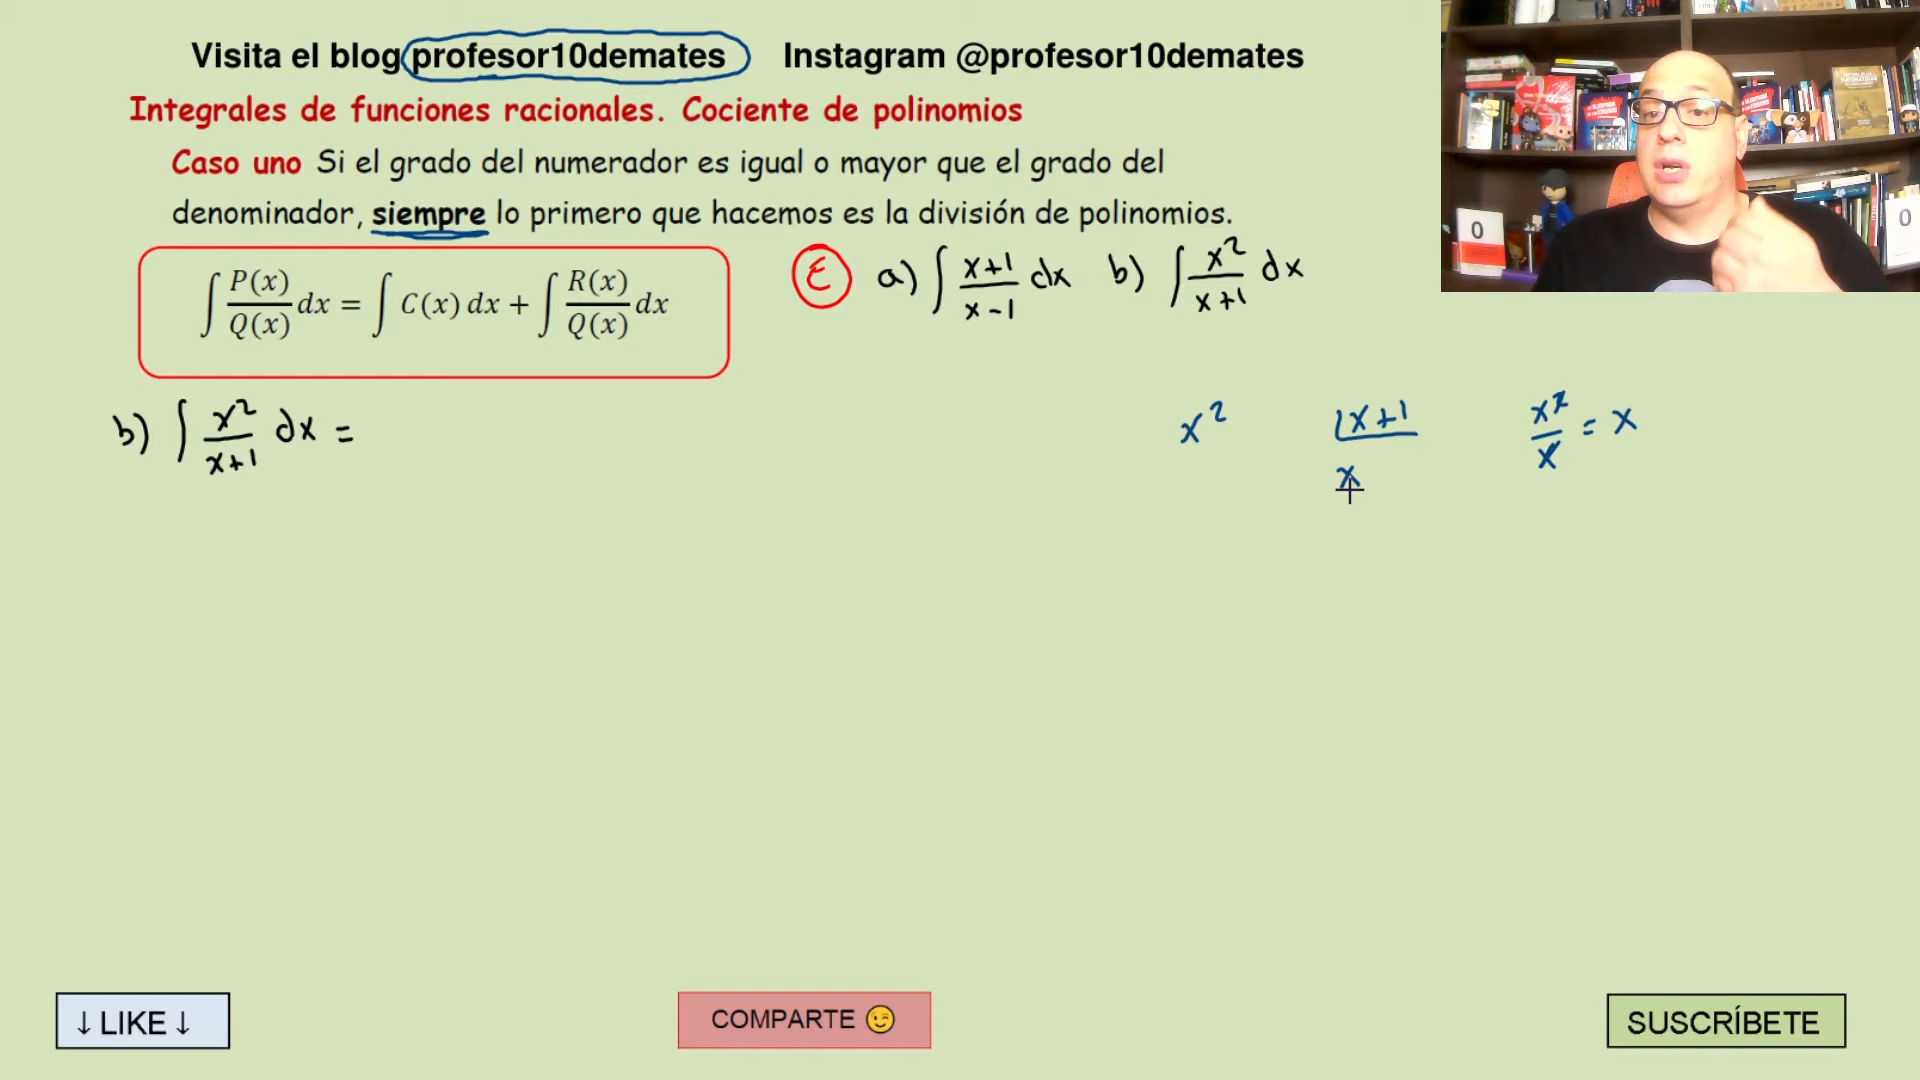 Visita el blog profesor10demates Instagram @profesor10demates
Integrales de funciones racionales. Cociente de polinomios
Caso uno Si el grado del numerador es igual o mayor que el grado del
denominador, siempre lo primero que hacemos es la división de polinomios.
∫ P(x)/Q(x) dx = ∫ C(x) dx + ∫ R(x)/Q(x) dx
E a) ∫ x+1/x-1 dx b) ∫ x²/x+1 dx
b) ∫ x²/x+1 dx =
x² x+1 x²/x = x
x
0
0
↓ LIKE ↓
COMPARTE 😉
SUSCRÍBETE